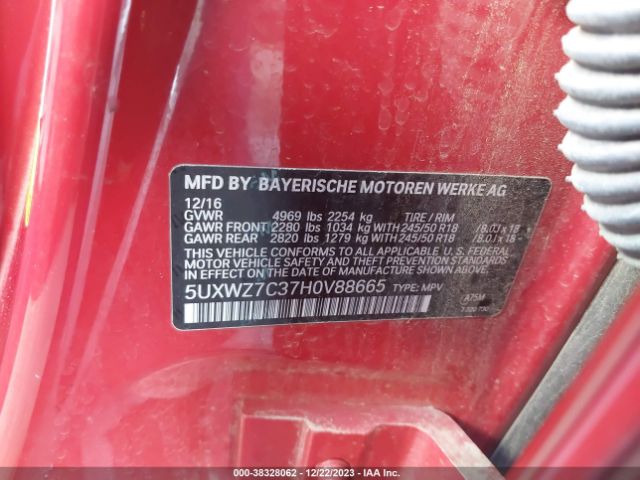 MFD BY BAYERISCHE MOTOREN WERKE AG
12/16
GVWR 4969 lbs 2254 kg TIRE / RIM
GAWR FRONT 2280 lbs 1034 kg WITH 245/50 R18 /8.0J x 18
GAWR REAR 2820 lbs 1279 kg WITH 245/50 R18 /8.0J x 18
THIS VEHICLE CONFORMS TO ALL APPLICABLE FEDERAL
MOTOR VEHICLE SAFETY, BUMPER, AND THEFT PREVENTION
STANDARDS IN EFFECT ON THE DATE OF
MANUFACTURE SHOWN ABOVE.
5UXWZ7C37H0V88665 TYPE: MPV
A75M
000-38328062 - 12/22/2023 - IAA Inc.